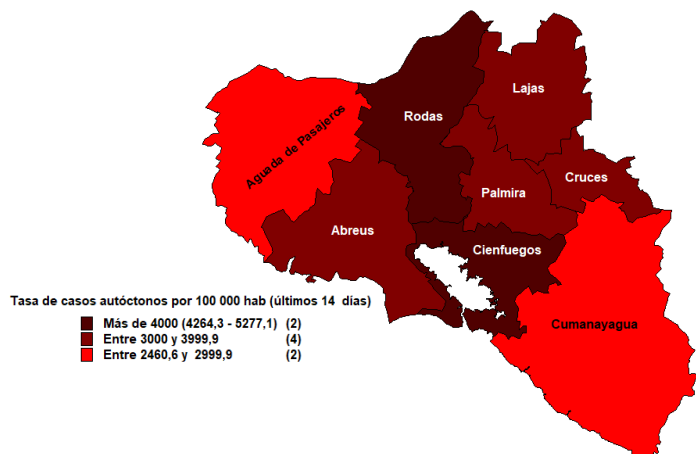 Lajas
Rodas
Aguada de Pasajeros
Cruces
Palmira
Abreus
Cienfuegos
Tasa de casos autóctonos por 100 000 hab (últimos 14 días)
Cumanayagua
Más de 4000 (4264,3 - 5277,1) (2)
Entre 3000 y 3999,9 (4)
Entre 2460,6 y 2999,9 (2)